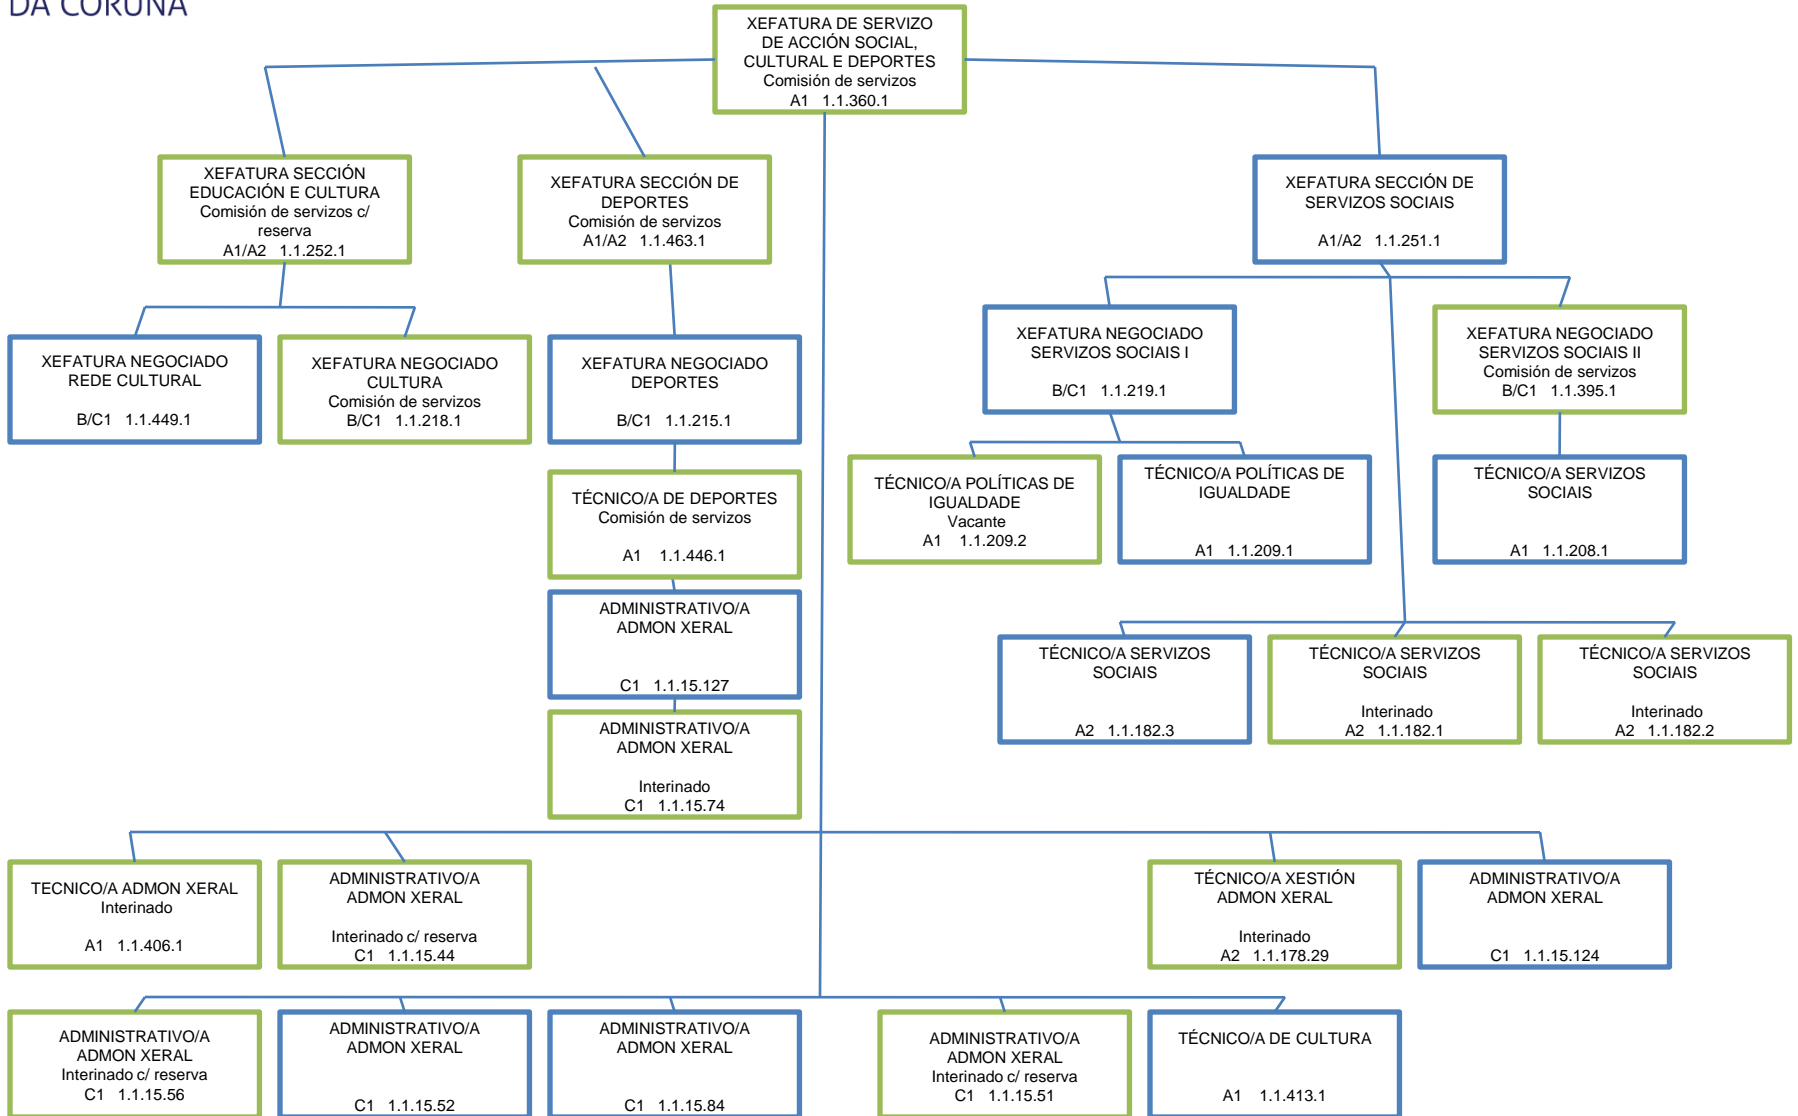 DA CORUÑA
XEFATURA DE SERVIZO
DE ACCIÓN SOCIAL,
CULTURAL E DEPORTES
Comisión de servizos
A1 1.1.360.1
XEFATURA SECCIÓN
EDUCACIÓN E CULTURA
Comisión de servizos c/
reserva
A1/A2 1.1.252.1
XEFATURA SECCIÓN DE
DEPORTES
Comisión de servizos
A1/A2 1.1.463.1
XEFATURA SECCIÓN DE
SERVIZOS SOCIAIS
A1/A2 1.1.251.1
XEFATURA NEGOCIADO
REDE CULTURAL
B/C1 1.1.449.1
XEFATURA NEGOCIADO
CULTURA
Comisión de servizos
B/C1 1.1.218.1
XEFATURA NEGOCIADO
DEPORTES
B/C1 1.1.215.1
XEFATURA NEGOCIADO
SERVIZOS SOCIAIS I
B/C1 1.1.219.1
XEFATURA NEGOCIADO
SERVIZOS SOCIAIS II
Comisión de servizos
B/C1 1.1.395.1
TÉCNICO/A DE DEPORTES
Comisión de servizos
A1 1.1.446.1
TÉCNICO/A POLÍTICAS DE
IGUALDADE
Vacante
A1 1.1.209.2
TÉCNICO/A POLÍTICAS DE
IGUALDADE
A1 1.1.209.1
TÉCNICO/A SERVIZOS
SOCIAIS
A1 1.1.208.1
ADMINISTRATIVO/A
ADMON XERAL
C1 1.1.15.127
TÉCNICO/A SERVIZOS
SOCIAIS
A2 1.1.182.3
TÉCNICO/A SERVIZOS
SOCIAIS
Interinado
A2 1.1.182.1
TÉCNICO/A SERVIZOS
SOCIAIS
Interinado
A2 1.1.182.2
ADMINISTRATIVO/A
ADMON XERAL
Interinado
C1 1.1.15.74
TECNICO/A ADMON XERAL
Interinado
A1 1.1.406.1
ADMINISTRATIVO/A
ADMON XERAL
Interinado c/ reserva
C1 1.1.15.44
TÉCNICO/A XESTIÓN
ADMON XERAL
Interinado
A2 1.1.178.29
ADMINISTRATIVO/A
ADMON XERAL
C1 1.1.15.124
ADMINISTRATIVO/A
ADMON XERAL
Interinado c/ reserva
C1 1.1.15.56
ADMINISTRATIVO/A
ADMON XERAL
C1 1.1.15.52
ADMINISTRATIVO/A
ADMON XERAL
C1 1.1.15.84
ADMINISTRATIVO/A
ADMON XERAL
Interinado c/ reserva
C1 1.1.15.51
TÉCNICO/A DE CULTURA
A1 1.1.413.1